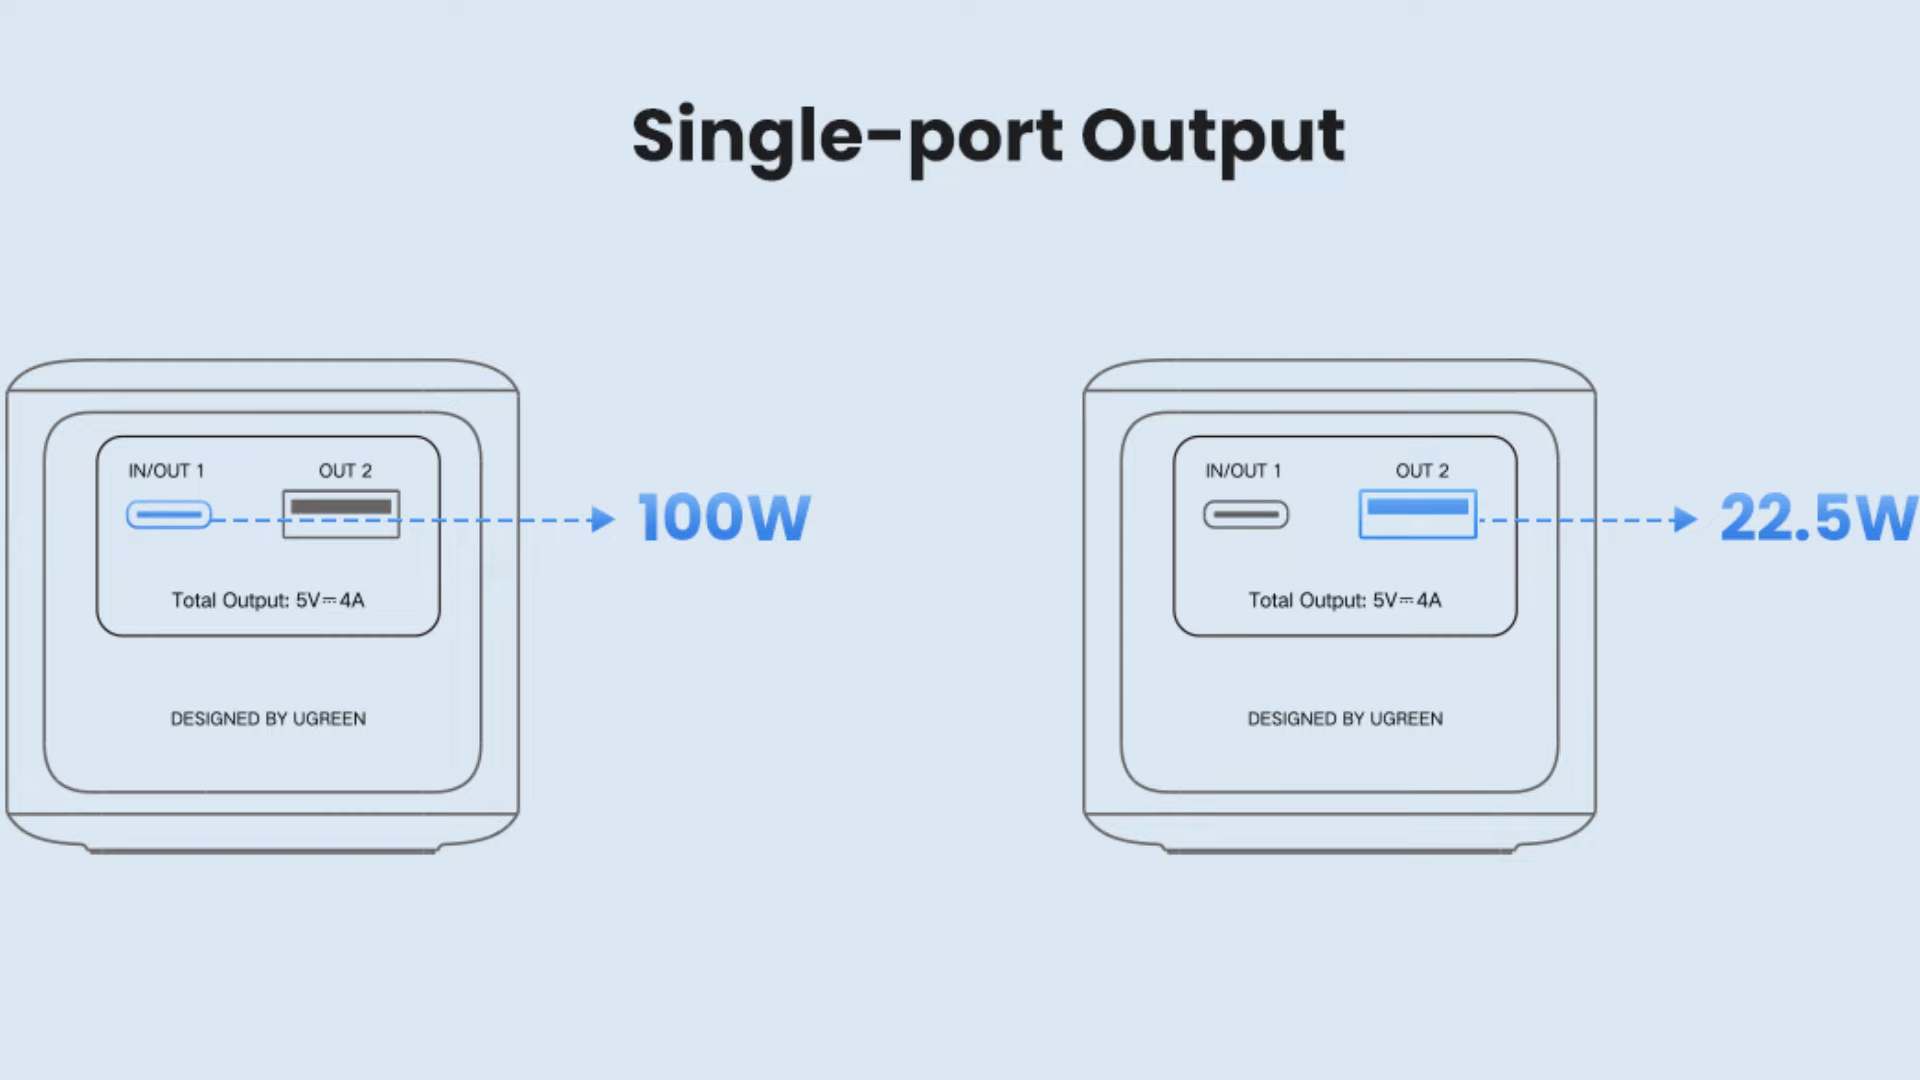 Single-port Output
IN/OUT 1
OUT 2
100W
Total Output: 5V⎓4A
DESIGNED BY UGREEN
IN/OUT 1
OUT 2
22.5W
Total Output: 5V⎓4A
DESIGNED BY UGREEN